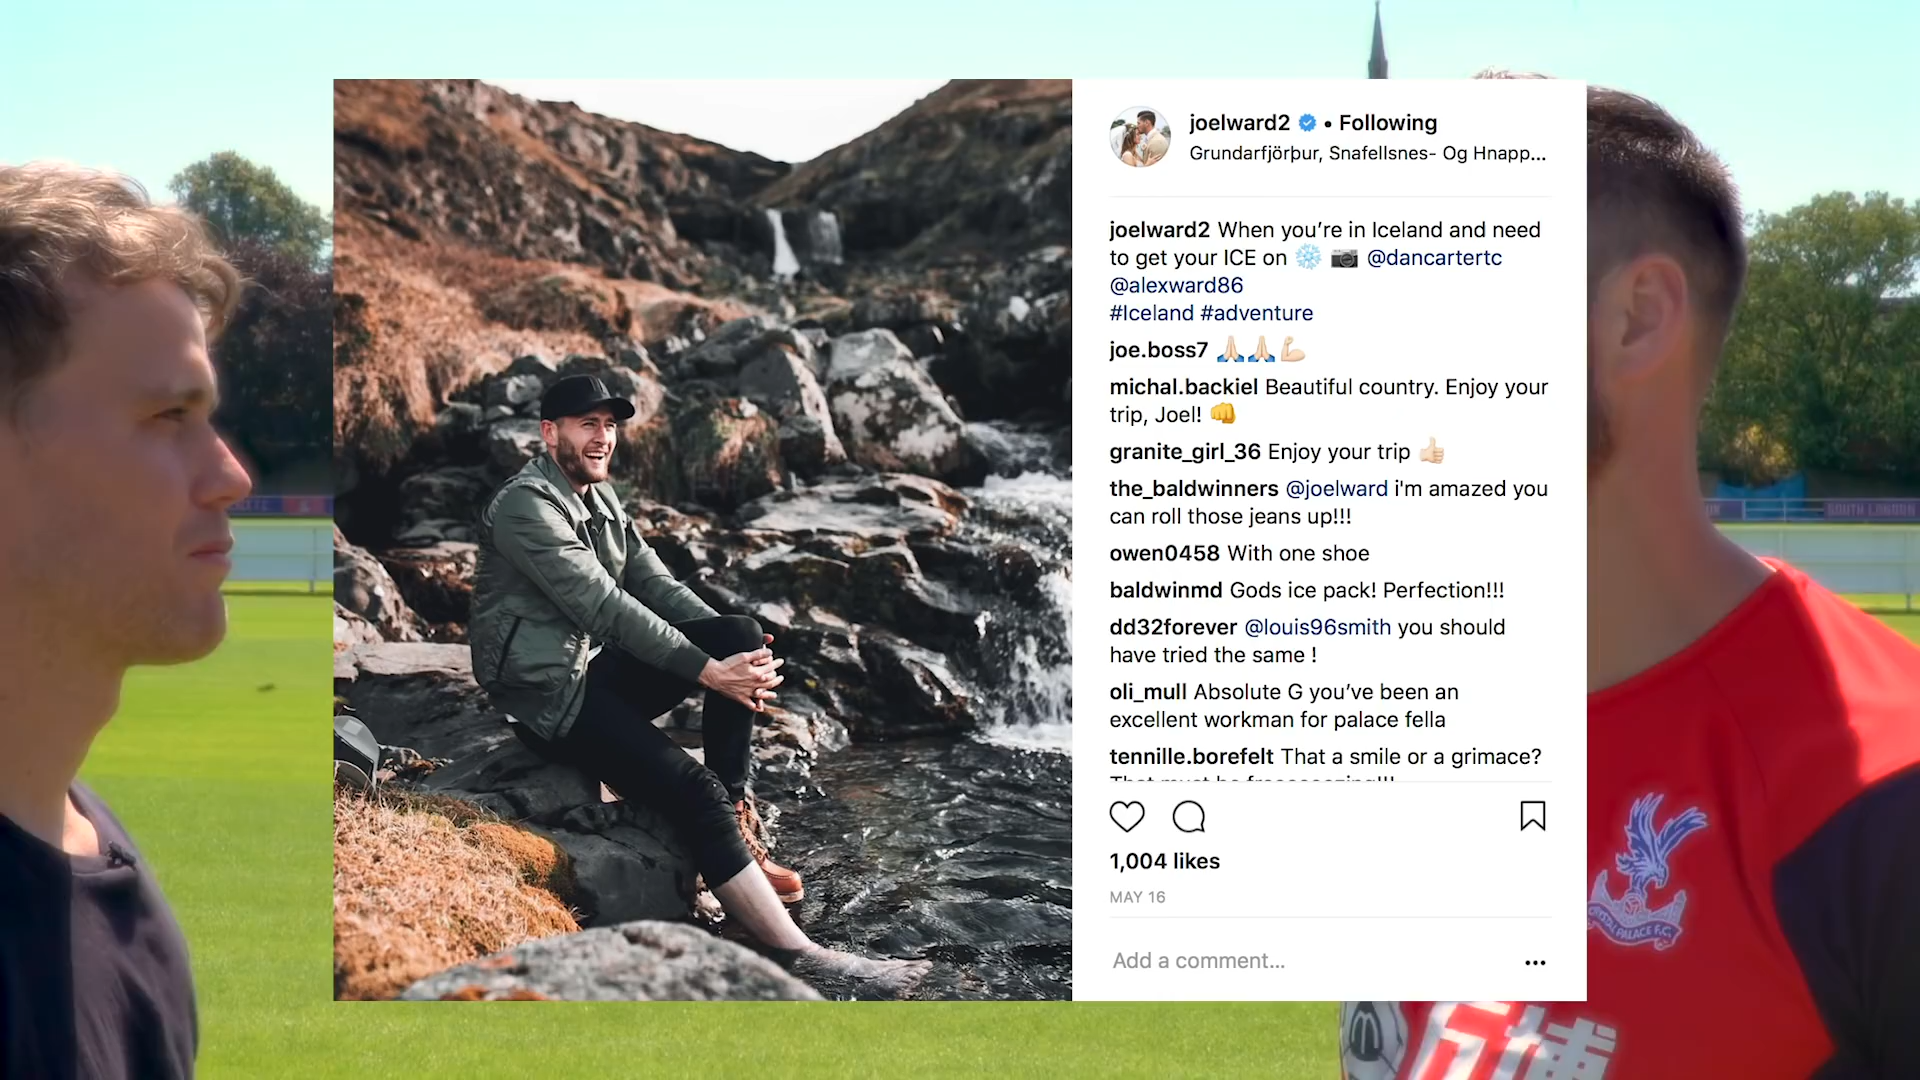 joelward2 • Following
Grundarfjörþur, Snafellsnes- Og Hnapp...
joelward2 When you’re in Iceland and need
to get your ICE on ❄️ 📷 @dancartertc
@alexward86
#Iceland #adventure
joe.boss7 🙏🏻🙏🏻💪🏻
michal.backiel Beautiful country. Enjoy your
trip, Joel! 👊
granite_girl_36 Enjoy your trip 👍🏻
the_baldwinners @joelward i'm amazed you
can roll those jeans up!!!
owen0458 With one shoe
baldwinmd Gods ice pack! Perfection!!!
dd32forever @louis96smith you should
have tried the same !
oli_mull Absolute G you’ve been an
excellent workman for palace fella
tennille.borefelt That a smile or a grimace?
1,004 likes
MAY 16
Add a comment...
SOUTH LONDON
CRYSTAL PALACE F.C.